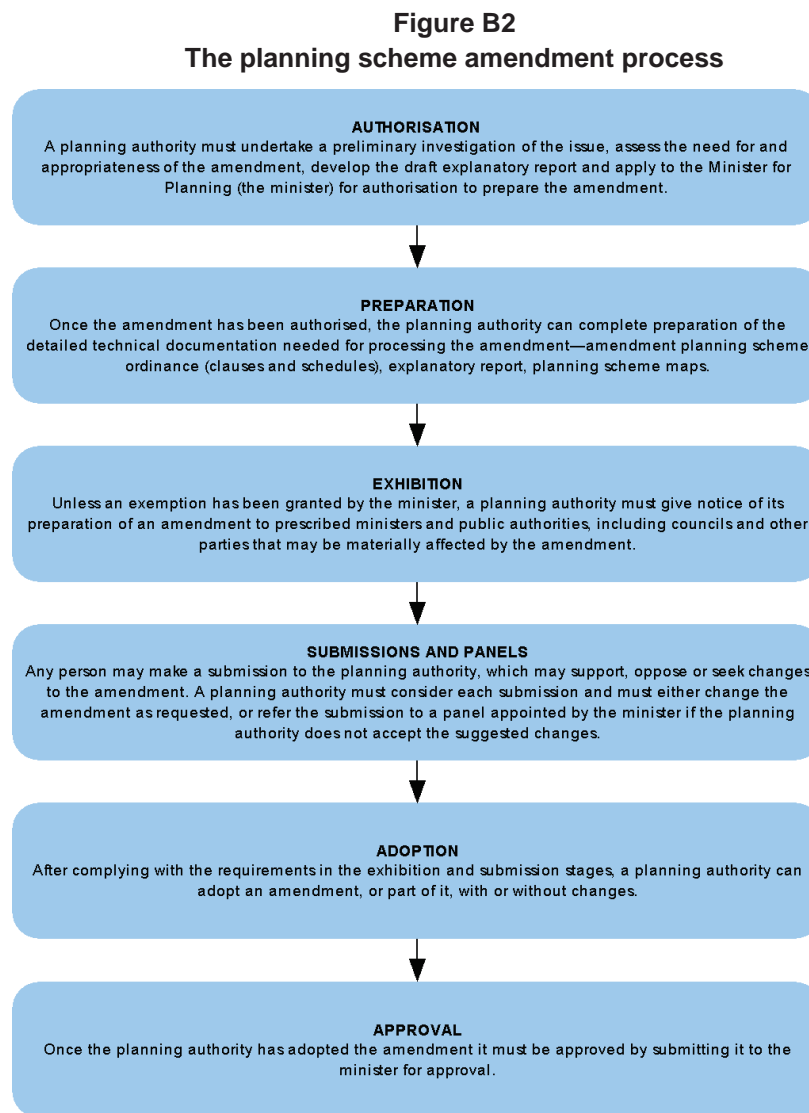 Figure B2
The planning scheme amendment process
AUTHORISATION
A planning authority must undertake a preliminary investigation of the issue, assess the need for and
appropriateness of the amendment, develop the draft explanatory report and apply to the Minister for
Planning (the minister) for authorisation to prepare the amendment.
PREPARATION
Once the amendment has been authorised, the planning authority can complete preparation of the
detailed technical documentation needed for processing the amendment—amendment planning scheme
ordinance (clauses and schedules), explanatory report, planning scheme maps.
EXHIBITION
Unless an exemption has been granted by the minister, a planning authority must give notice of its
preparation of an amendment to prescribed ministers and public authorities, including councils and other
parties that may be materially affected by the amendment.
SUBMISSIONS AND PANELS
Any person may make a submission to the planning authority, which may support, oppose or seek changes
to the amendment. A planning authority must consider each submission and must either change the
amendment as requested, or refer the submission to a panel appointed by the minister if the planning
authority does not accept the suggested changes.
ADOPTION
After complying with the requirements in the exhibition and submission stages, a planning authority can
adopt an amendment, or part of it, with or without changes.
APPROVAL
Once the planning authority has adopted the amendment it must be approved by submitting it to the
minister for approval.